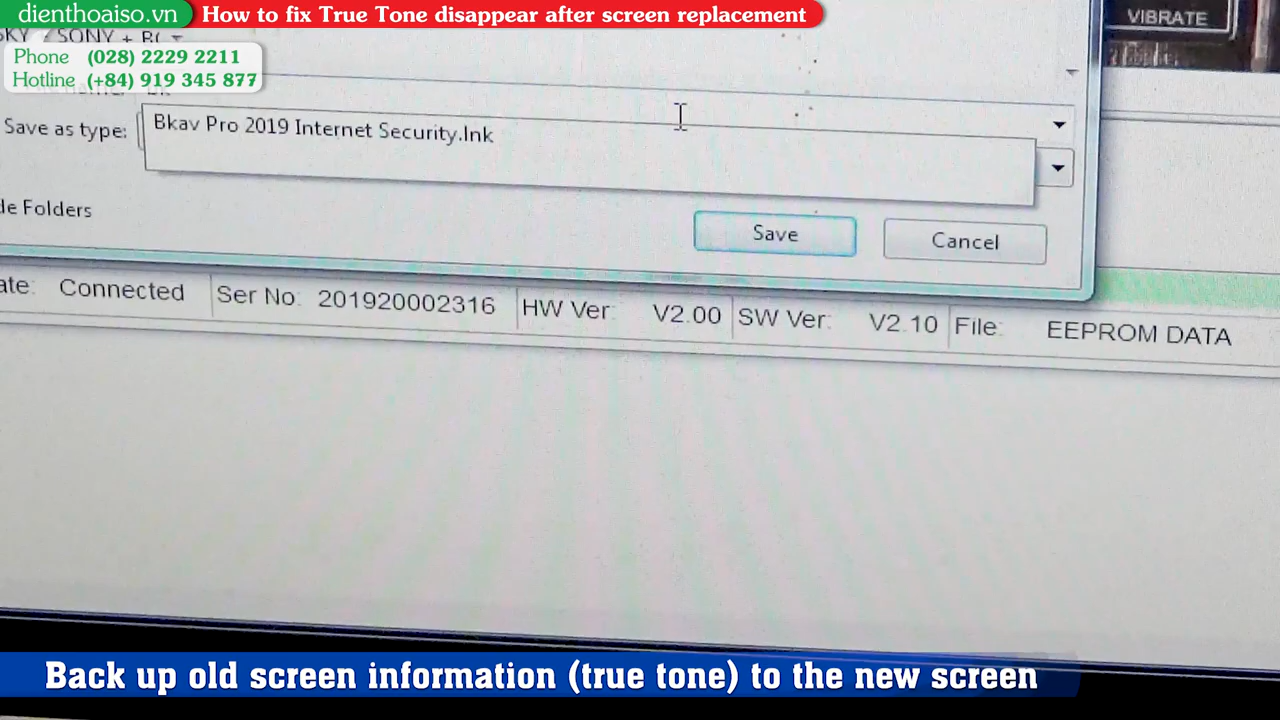 dienthoaiso.vn
How to fix True Tone disappear after screen replacement
VIBRATE
Phone (028) 2229 2211
Hotline (+84) 919 345 877
Save as type:
Bkav Pro 2019 Internet Security.lnk
Folders
Save
Cancel
Connected
Ser No: 201920002316
HW Ver: V2.00
SW Ver: V2.10
File: EEPROM DATA
Back up old screen information (true tone) to the new screen